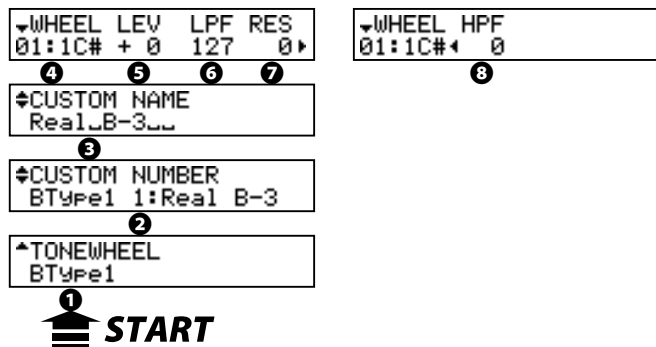 WHEEL LEV LPF RES
01:1C# + 0 127 0
4 5 6 7
WHEEL HPF
01:1C# 0
8
CUSTOM NAME
Real␣B-3␣␣
3
CUSTOM NUMBER
BType1 1:Real B-3
2
TONEWHEEL
BType1
1
START